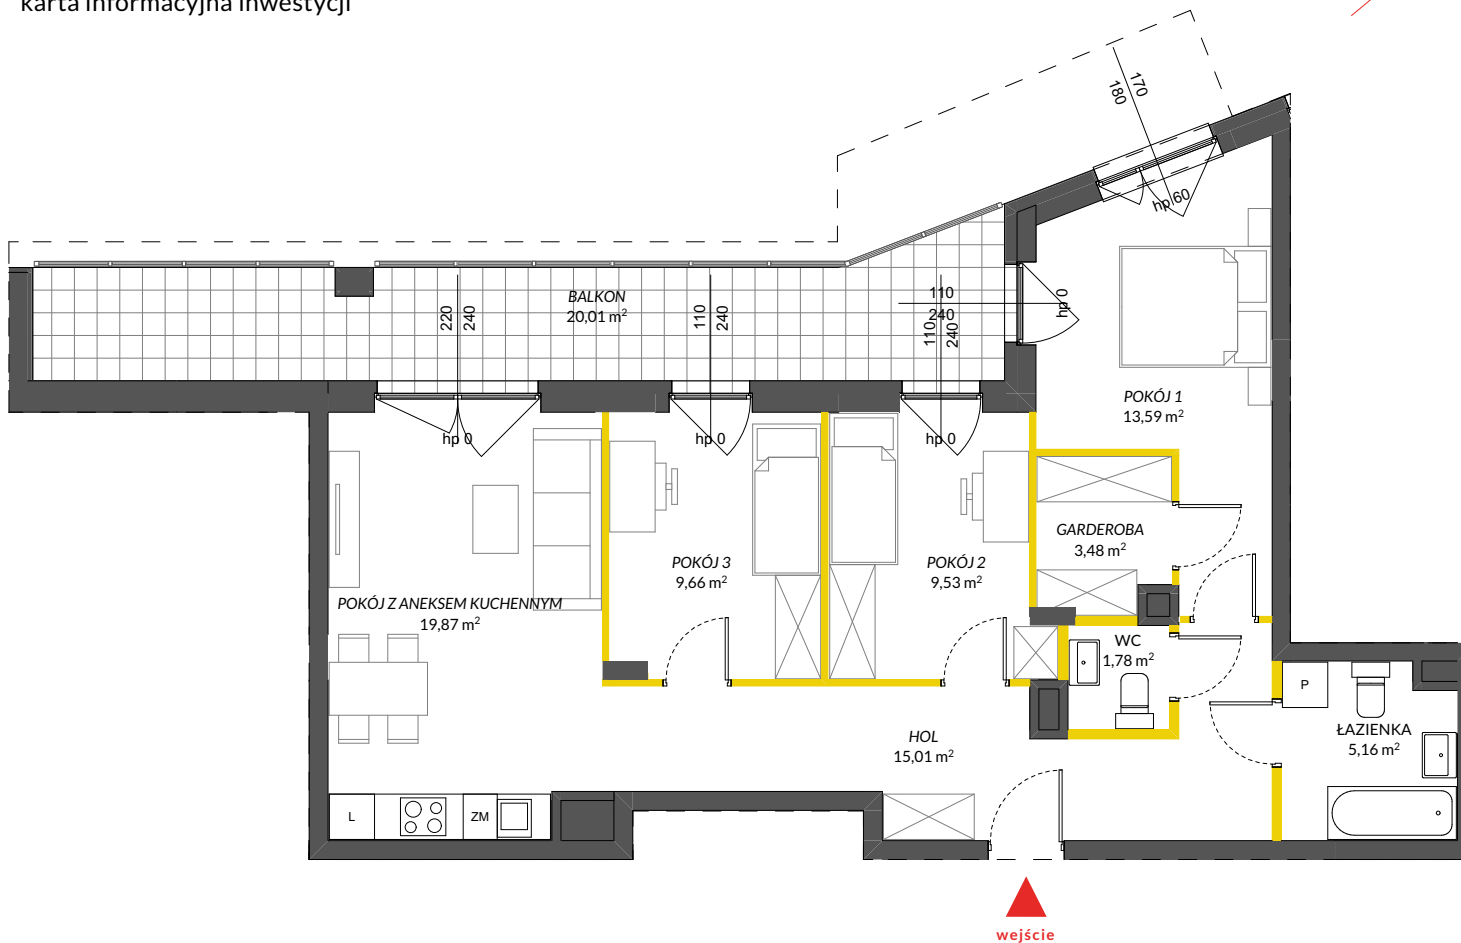 karta informacyjna inwestycji
170
180
hp 60
BALKON
20,01 m²
220
240
110
240
110
240
110
240
hp 0
hp 0
hp 0
hp 0
POKÓJ 1
13,59 m²
GARDEROBA
3,48 m²
POKÓJ 3
9,66 m²
POKÓJ 2
9,53 m²
POKÓJ Z ANEKSEM KUCHENNYM
19,87 m²
WC
1,78 m²
P
ŁAZIENKA
5,16 m²
HOL
15,01 m²
L
ZM
wejście